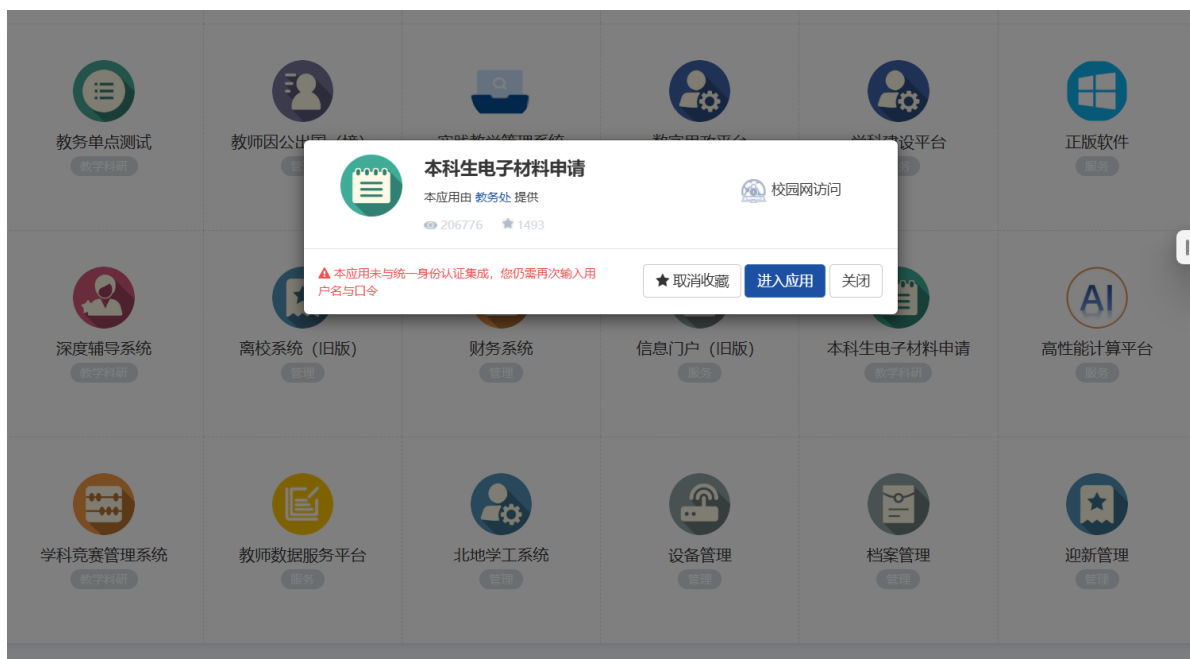 教务单点测试
教学科研
教师因公出国（境）
正版软件
服务
本科生电子材料申请
本应用由 教务处 提供
206776 1493
校园网访问
本应用未与统一身份认证集成，您仍需再次输入用
户名与口令
取消收藏
进入应用
关闭
深度辅导系统
教学科研
离校系统（旧版）
管理
财务系统
管理
信息门户（旧版）
服务
本科生电子材料申请
教学科研
AI
高性能计算平台
服务
学科竞赛管理系统
教学科研
教师数据服务平台
服务
北地学工系统
管理
设备管理
管理
档案管理
管理
迎新管理
管理